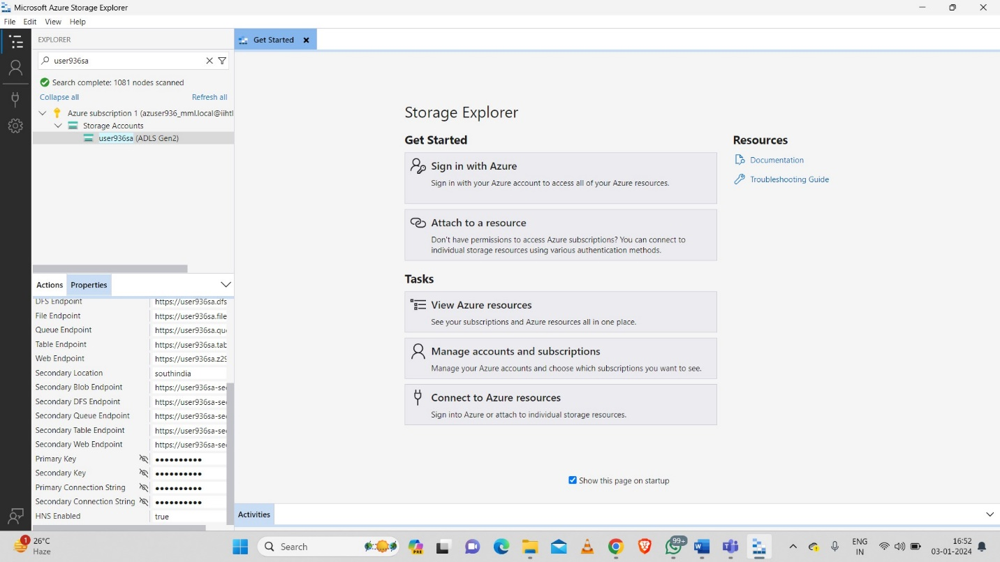 Microsoft Azure Storage Explorer
File Edit View Help
EXPLORER
user936sa
Search complete: 1081 nodes scanned
Collapse all Refresh all
Azure subscription 1 (azuser936_mml.local@iihtl
Storage Accounts
user936sa (ADLS Gen2)
Actions Properties
DFS Endpoint https://user936sa.dfs
File Endpoint https://user936sa.file
Queue Endpoint https://user936sa.qu
Table Endpoint https://user936sa.tab
Web Endpoint https://user936sa.z29
Secondary Location southindia
Secondary Blob Endpoint https://user936sa-se
Secondary DFS Endpoint https://user936sa-se
Secondary Queue Endpoint https://user936sa-se
Secondary Table Endpoint https://user936sa-se
Secondary Web Endpoint https://user936sa-se
Primary Key ●●●●●●●●●●
Secondary Key ●●●●●●●●●●
Primary Connection String ●●●●●●●●●●
Secondary Connection String ●●●●●●●●●●
HNS Enabled true
Get Started
Storage Explorer
Get Started
Sign in with Azure
Sign in with your Azure account to access all of your Azure resources.
Attach to a resource
Don't have permissions to access Azure subscriptions? You can connect to
individual storage resources using various authentication methods.
Tasks
View Azure resources
See your subscriptions and Azure resources all in one place.
Manage accounts and subscriptions
Manage your Azure accounts and choose which subscriptions you want to see.
Connect to Azure resources
Sign into Azure or attach to individual storage resources.
Resources
Documentation
Troubleshooting Guide
Show this page on startup
Activities
1
26°C
Haze
Search
PRE
99+
ENG
IN
16:52
03-01-2024